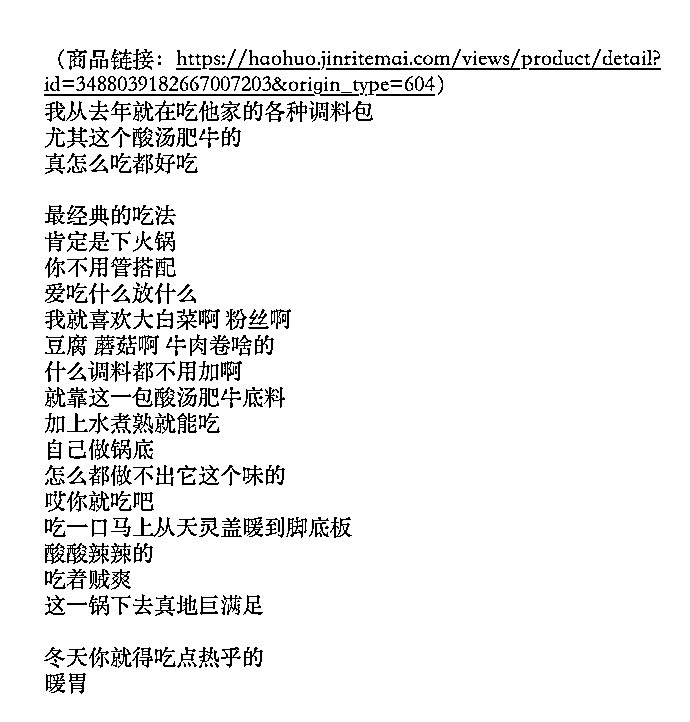 （商品链接：https://haohuo.jinritemai.com/views/product/detail?
id=3488039182667007203&origin_type=604）
我从去年就在吃他家的各种调料包
尤其这个酸汤肥牛的
真怎么吃都好吃
最经典的吃法
肯定是下火锅
你不用管搭配
爱吃什么放什么
我就喜欢大白菜啊 粉丝啊
豆腐 蘑菇啊 牛肉卷啥的
什么调料都不用加啊
就靠这一包酸汤肥牛底料
加上水煮熟就能吃
自己做锅底
怎么都做不出它这个味的
哎你就吃吧
吃一口马上从天灵盖暖到脚底板
酸酸辣辣的
吃着贼爽
这一锅下去真地巨满足
冬天你就得吃点热乎的
暖胃